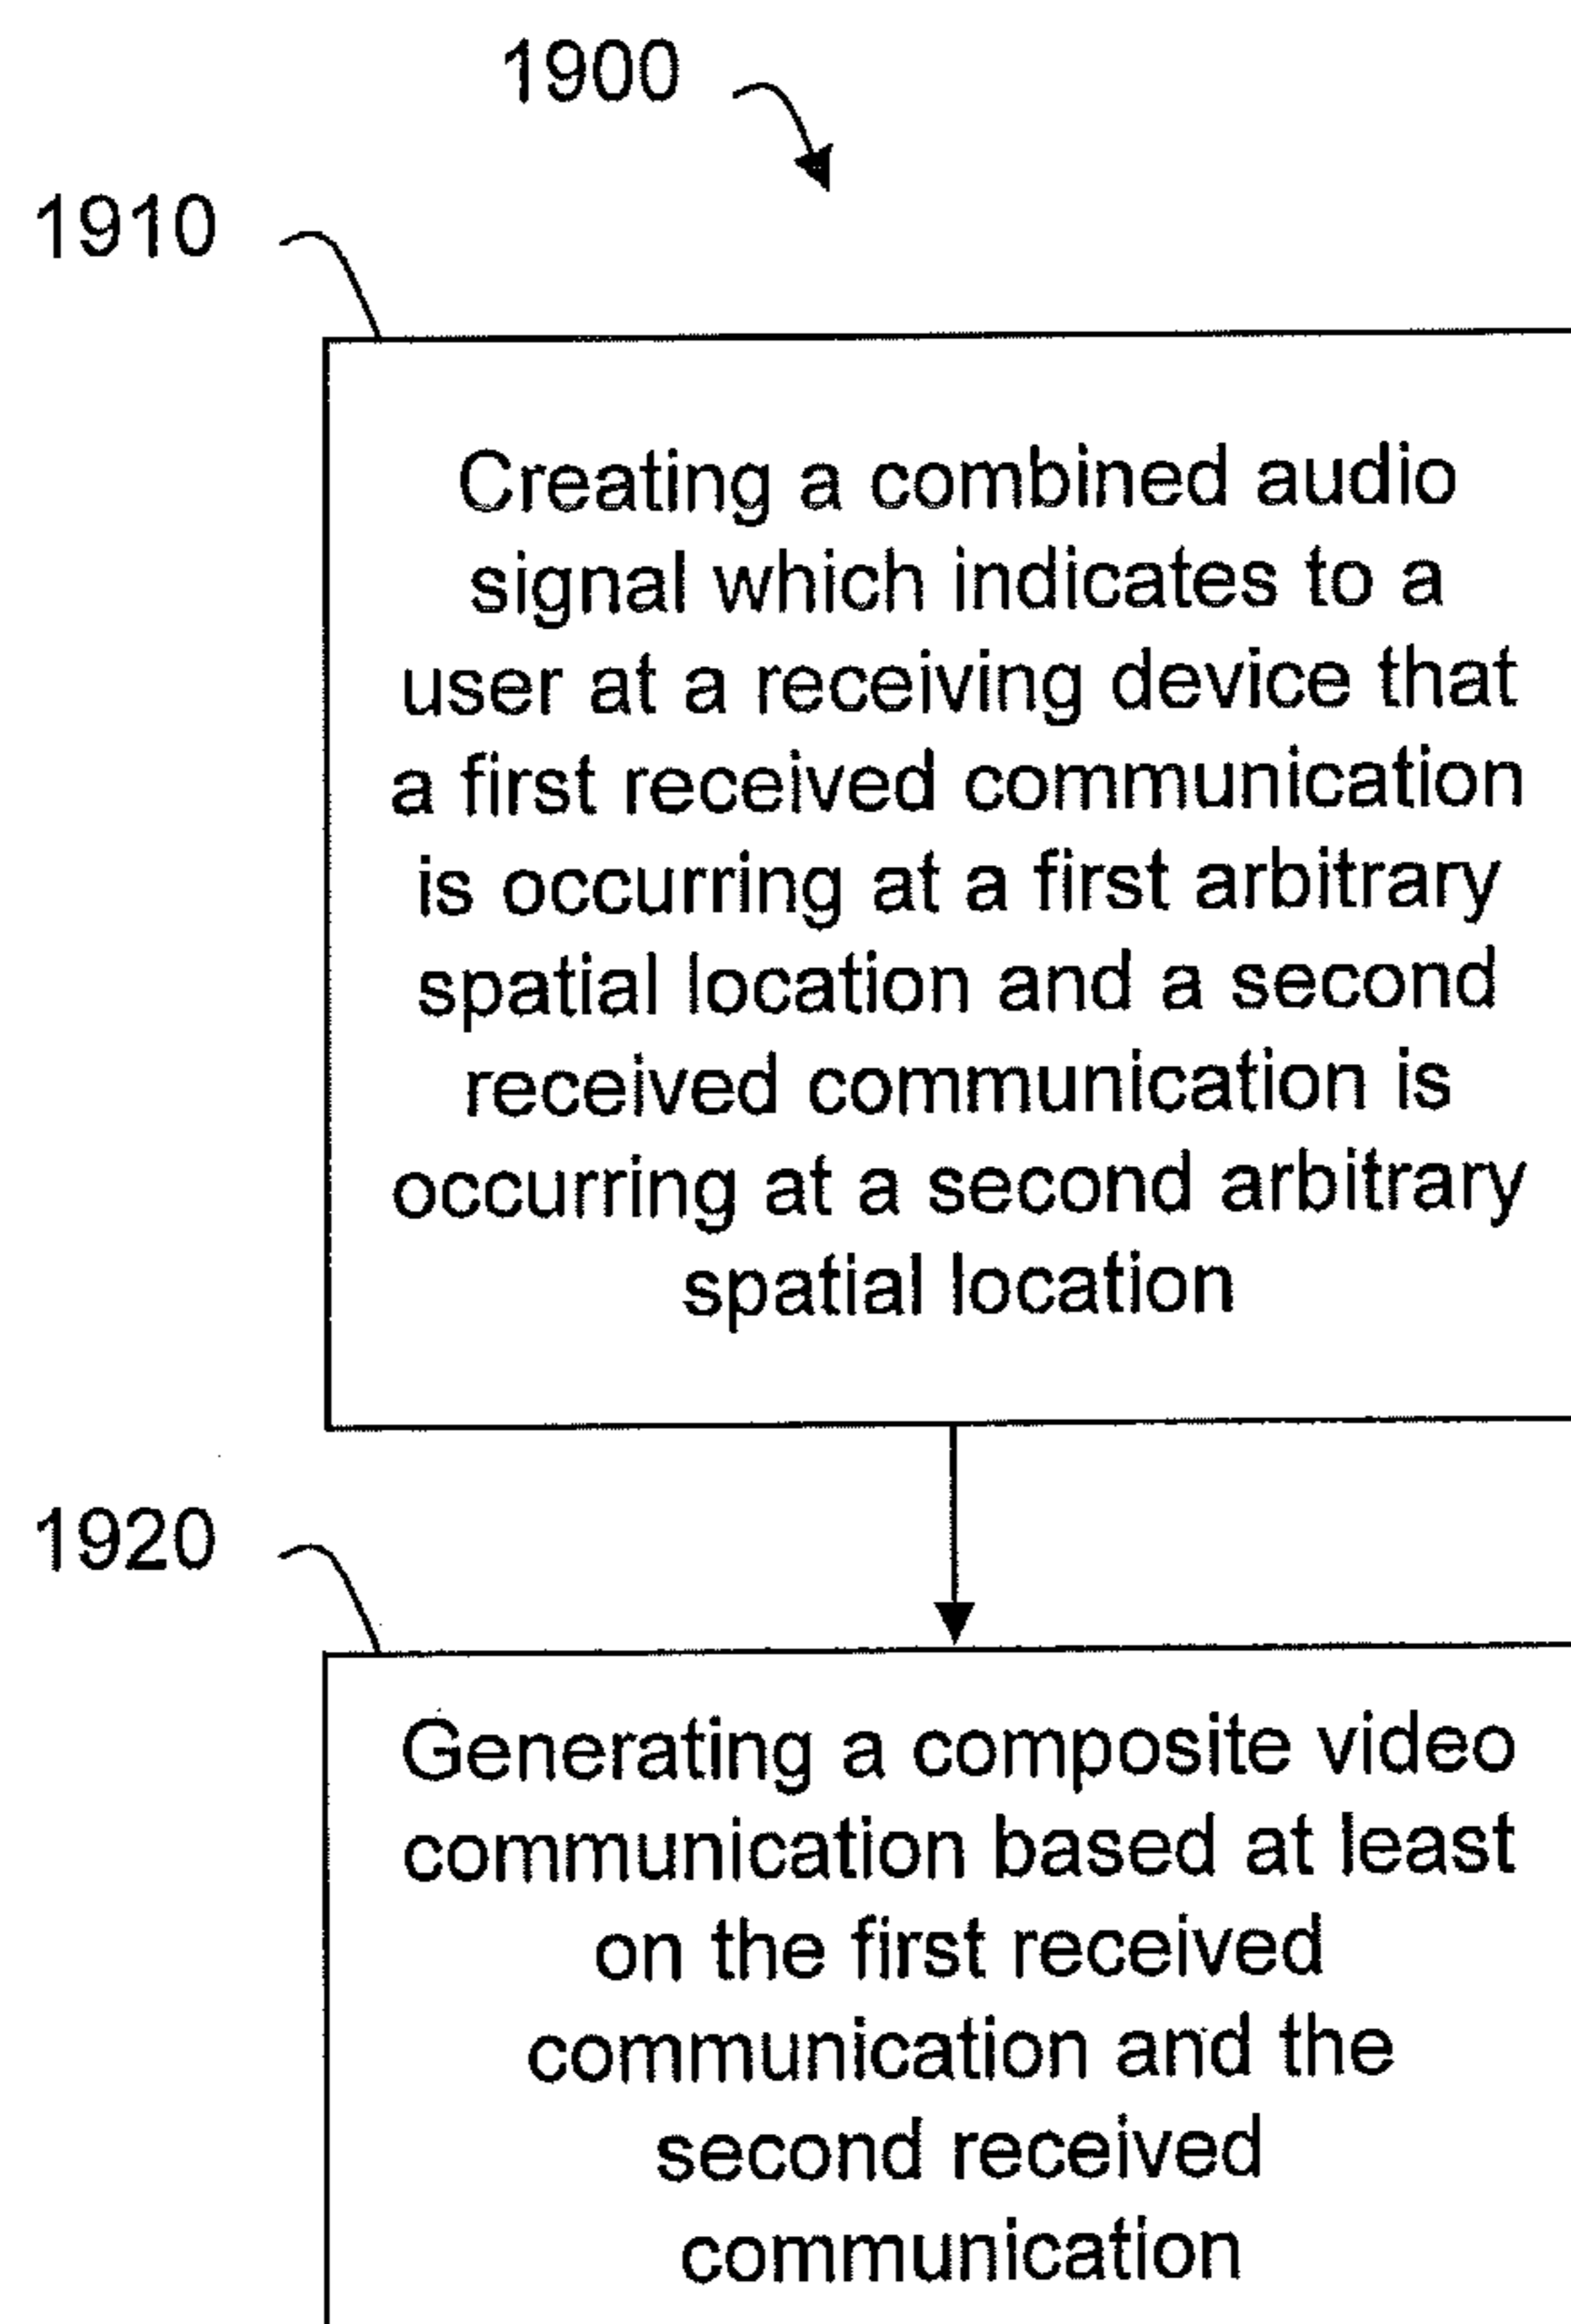 1900
1910
Creating a combined audio
signal which indicates to a
user at a receiving device that
a first received communication
is occurring at a first arbitrary
spatial location and a second
received communication is
occurring at a second arbitrary
spatial location
1920
Generating a composite video
communication based at least
on the first received
communication and the
second received
communication